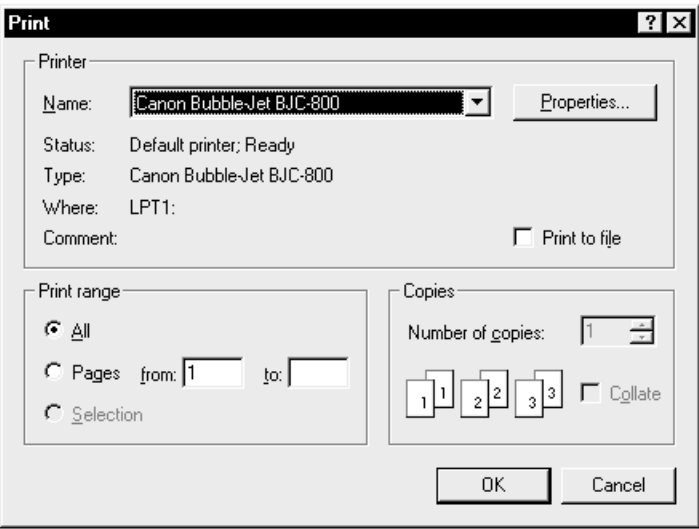 Print
? ×
Printer
Name: Canon Bubble-Jet BJC-800 Properties...
Status: Default printer; Ready
Type: Canon Bubble-Jet BJC-800
Where: LPT1:
Comment: Print to file
Print range
All
Pages from: 1 to:
Selection
Copies
Number of copies: 1
1 1 2 2 3 3 Collate
OK Cancel